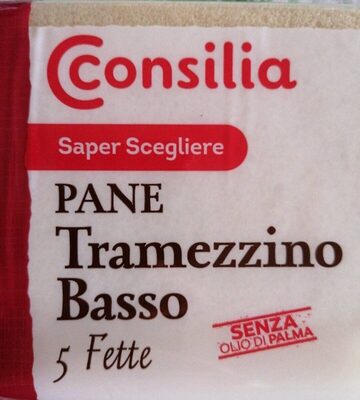 Consilia
Saper Scegliere
PANE
Tramezzino
Basso
5 Fette
SENZA
OLIO DI PALMA